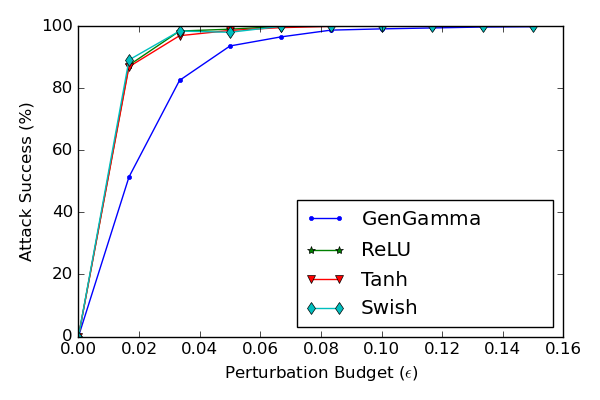 100
80
60
40
20
0
Attack Success (%)
GenGamma
ReLU
Tanh
Swish
0.00 0.02 0.04 0.06 0.08 0.10 0.12 0.14 0.16
Perturbation Budget (ϵ)